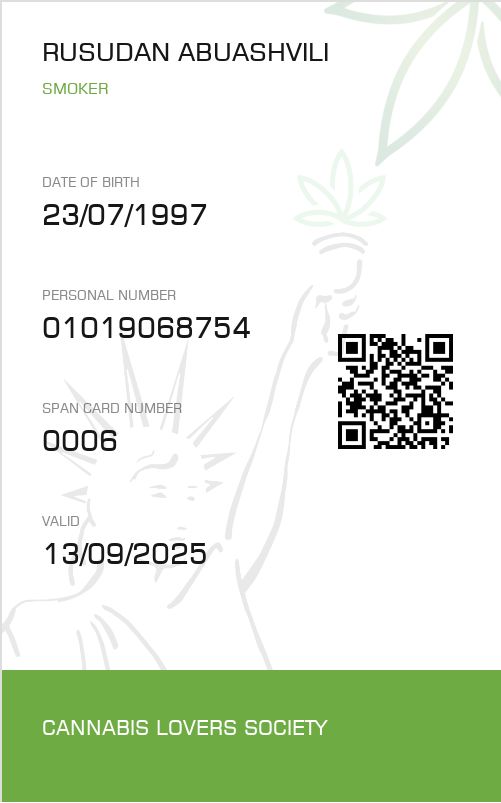 RUSUDAN ABUASHVILI
SMOKER
DATE OF BIRTH
23/07/1997
PERSONAL NUMBER
01019068754
SPAN CARD NUMBER
0006
VALID
13/09/2025
CANNABIS LOVERS SOCIETY